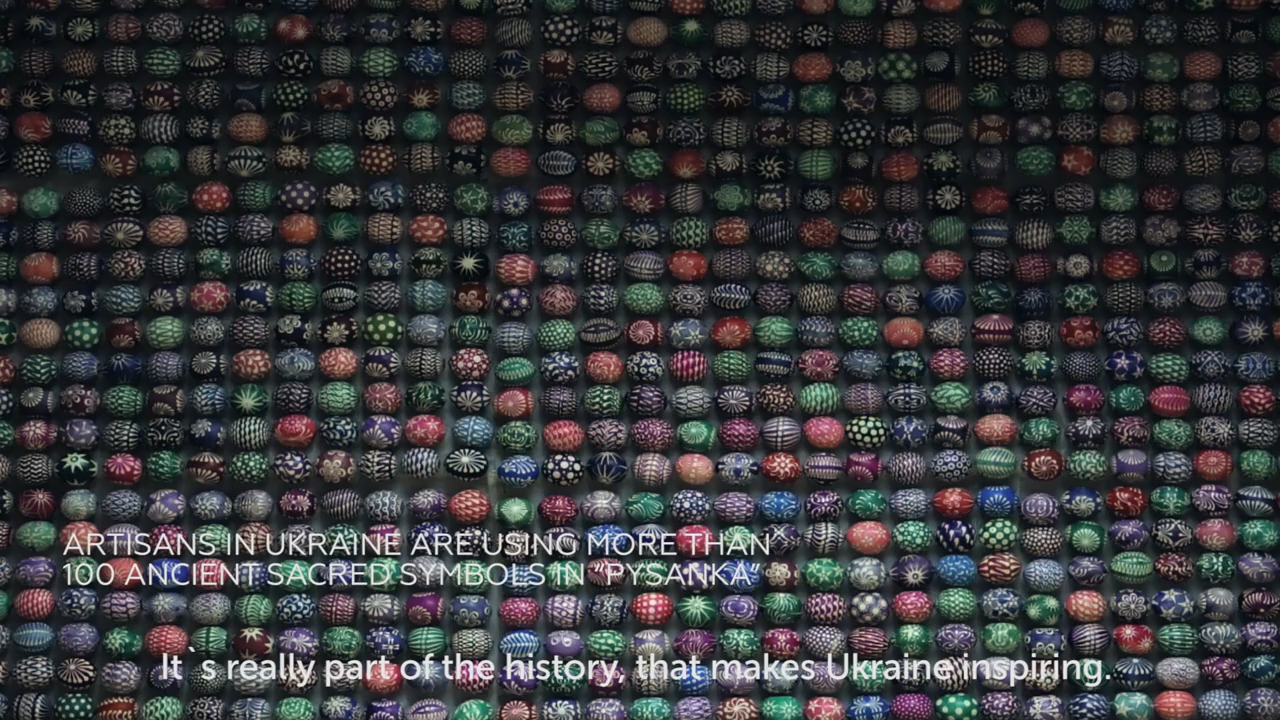 ARTISANS IN UKRAINE ARE USING MORE THAN
100 ANCIENT SACRED SYMBOLS IN "PYSANKA"
It`s really part of the history, that makes Ukraine inspiring.